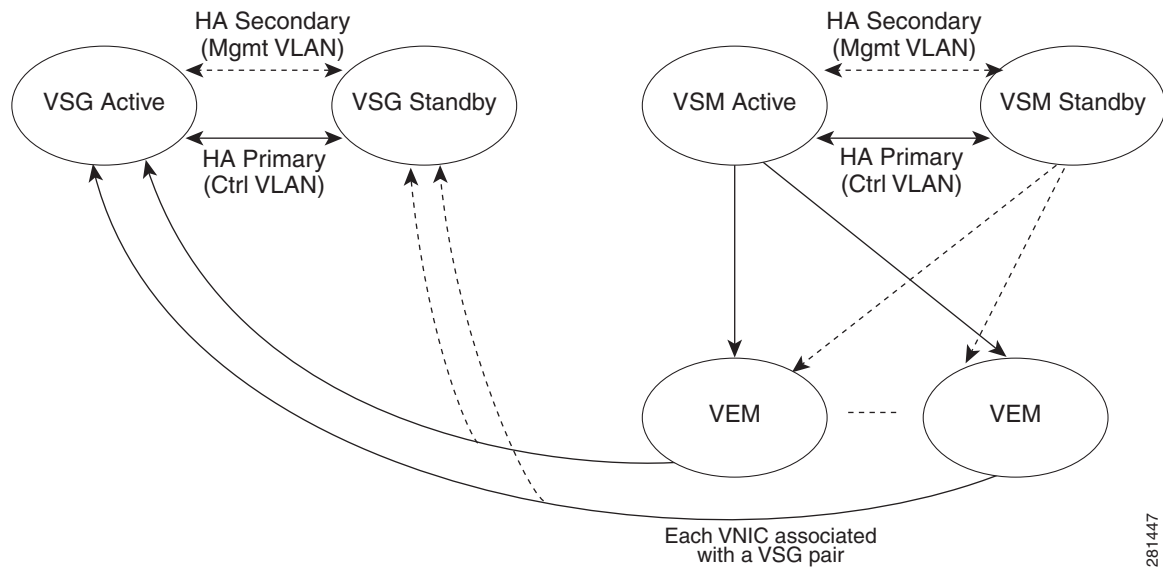 HA Secondary
(Mgmt VLAN)
HA Secondary
(Mgmt VLAN)
VSG Active
VSG Standby
VSM Active
VSM Standby
HA Primary
(Ctrl VLAN)
HA Primary
(Ctrl VLAN)
VEM
VEM
Each VNIC associated
with a VSG pair
281447